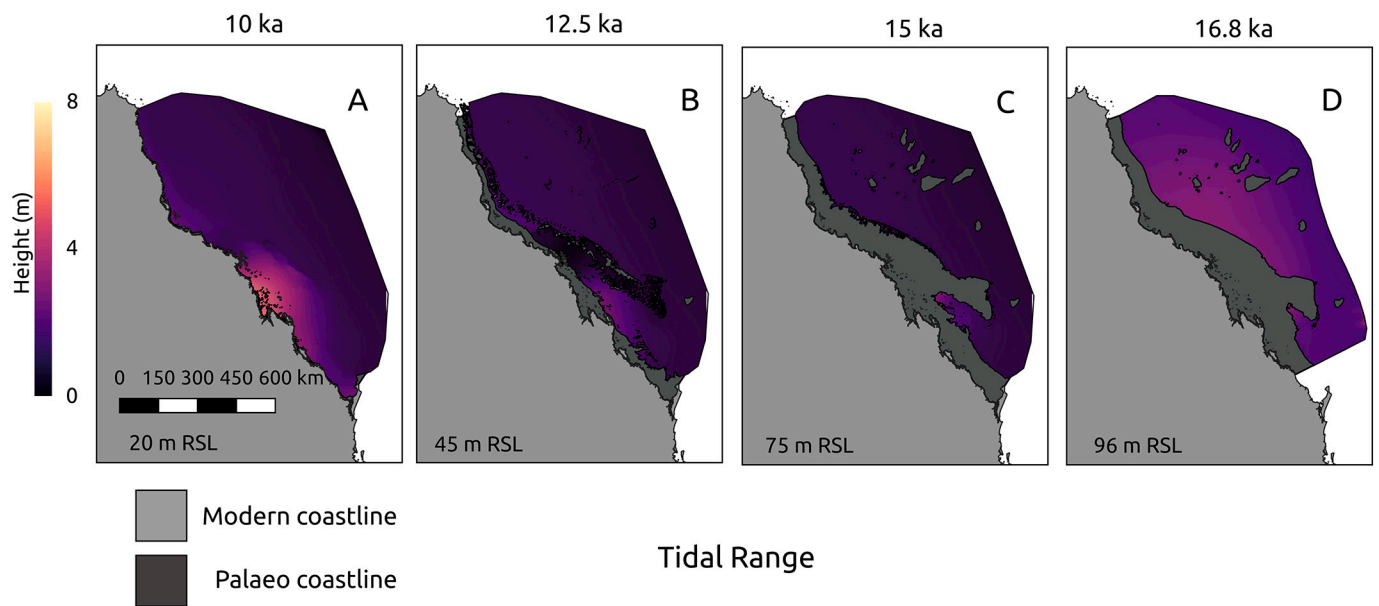 10 ka
12.5 ka
15 ka
16.8 ka
A
B
C
D
Height (m)
8
4
0
0 150 300 450 600 km
20 m RSL
45 m RSL
75 m RSL
96 m RSL
Modern coastline
Palaeo coastline
Tidal Range